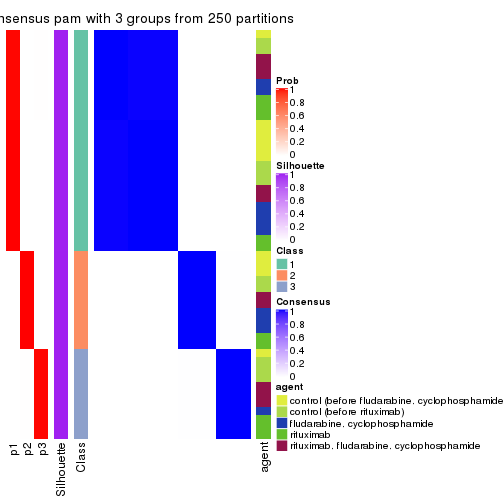 nsensus pam with 3 groups from 250 partitions
Prob
1
0.8
0.6
0.4
0.2
0
Silhouette
1
0.8
0.6
0.4
0.2
0
Class
1
2
3
Consensus
1
0.8
0.6
0.4
0.2
0
agent
control (before fludarabine. cyclophosphamide
control (before rituximab)
fludarabine. cyclophosphamide
rituximab
rituximab. fludarabine. cyclophosphamide
p1
p2
p3
Silhouette
Class
agent